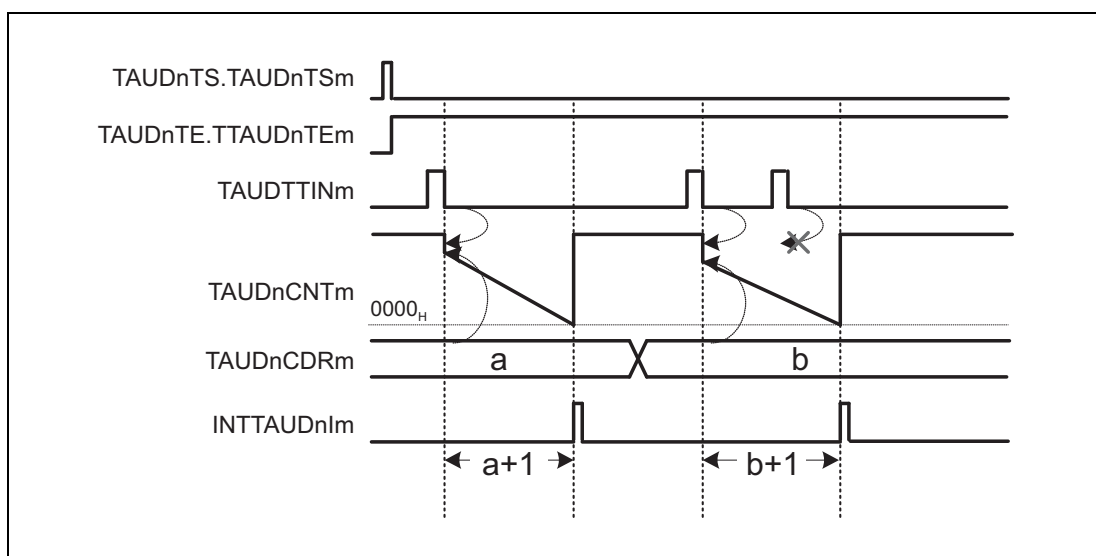 TAUDnTS.TAUDnTSm
TAUDnTE.TTAUDnTEm
TAUDTTINm
TAUDnCNTm
0000H
TAUDnCDRm
a
b
INTTAUDnIm
a+1
b+1